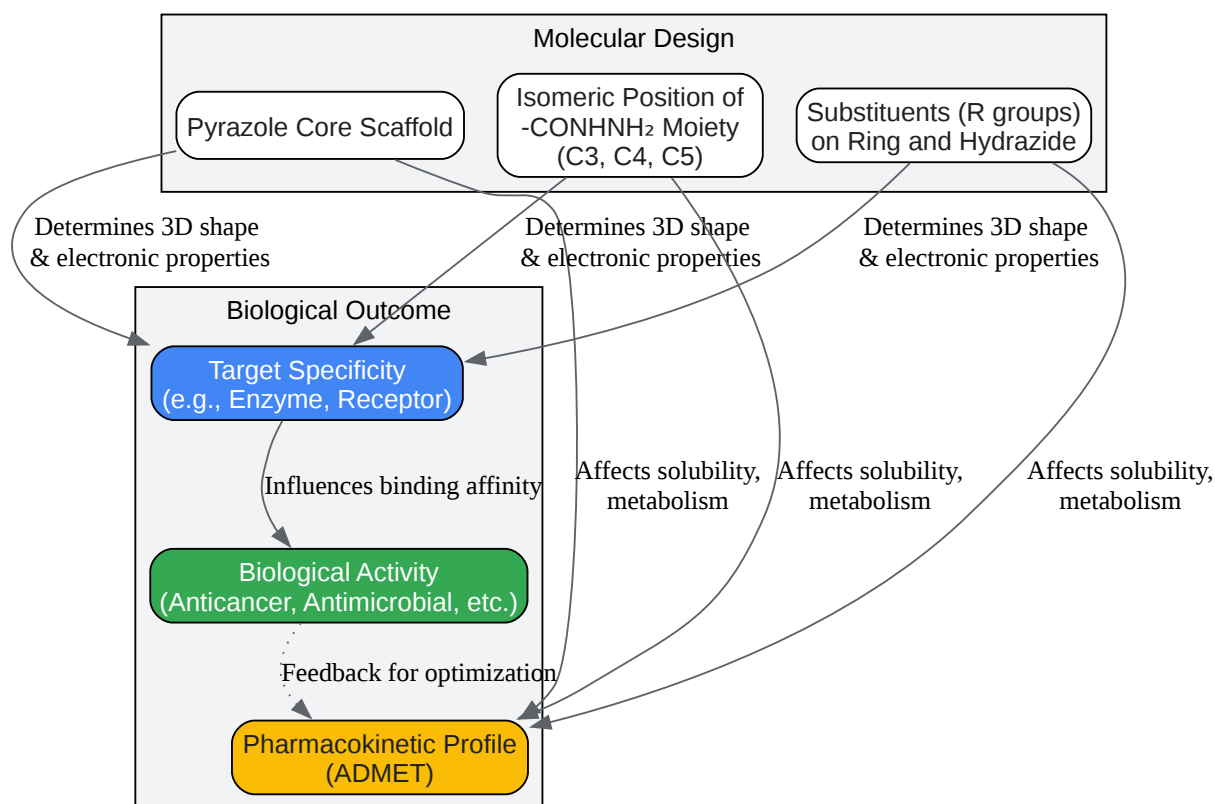 Molecular Design
Pyrazole Core Scaffold
Isomeric Position of
-CONHNH₂ Moiety
(C3, C4, C5)
Substituents (R groups)
on Ring and Hydrazide
Determines 3D shape
& electronic properties
Determines 3D shape
& electronic properties
Determines 3D shape
& electronic properties
Biological Outcome
Target Specificity
(e.g., Enzyme, Receptor)
Influences binding affinity
Affects solubility,
metabolism
Affects solubility,
metabolism
Affects solubility,
metabolism
Biological Activity
(Anticancer, Antimicrobial, etc.)
Feedback for optimization
Pharmacokinetic Profile
(ADMET)